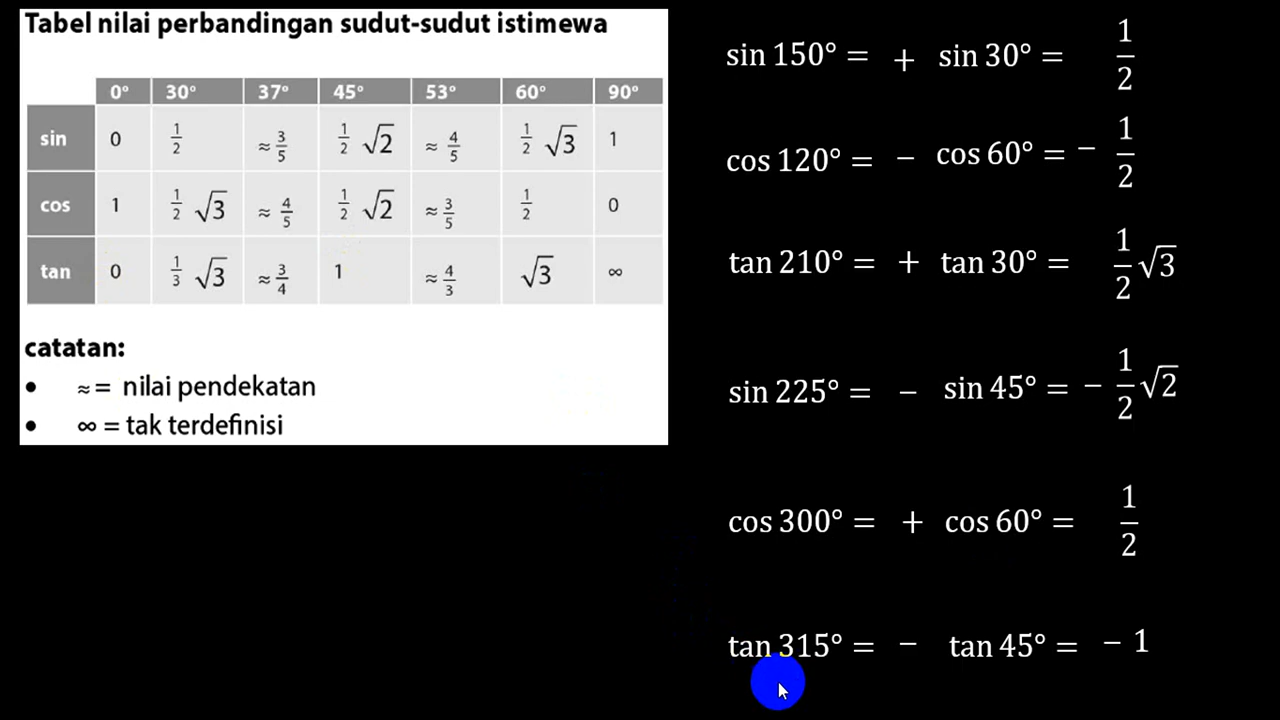 Tabel nilai perbandingan sudut-sudut istimewa
0° 30° 37° 45° 53° 60° 90°
sin 0 1/2 ≈ 3/5 1/2 √2 ≈ 4/5 1/2 √3 1
cos 1 1/2 √3 ≈ 4/5 1/2 √2 ≈ 3/5 1/2 0
tan 0 1/3 √3 ≈ 3/4 1 ≈ 4/3 √3 ∞
catatan:
• ≈ = nilai pendekatan
• ∞ = tak terdefinisi
sin 150° = + sin 30° = 1/2
cos 120° = − cos 60° = − 1/2
tan 210° = + tan 30° = 1/2 √3
sin 225° = − sin 45° = − 1/2 √2
cos 300° = + cos 60° = 1/2
tan 315° = − tan 45° = − 1